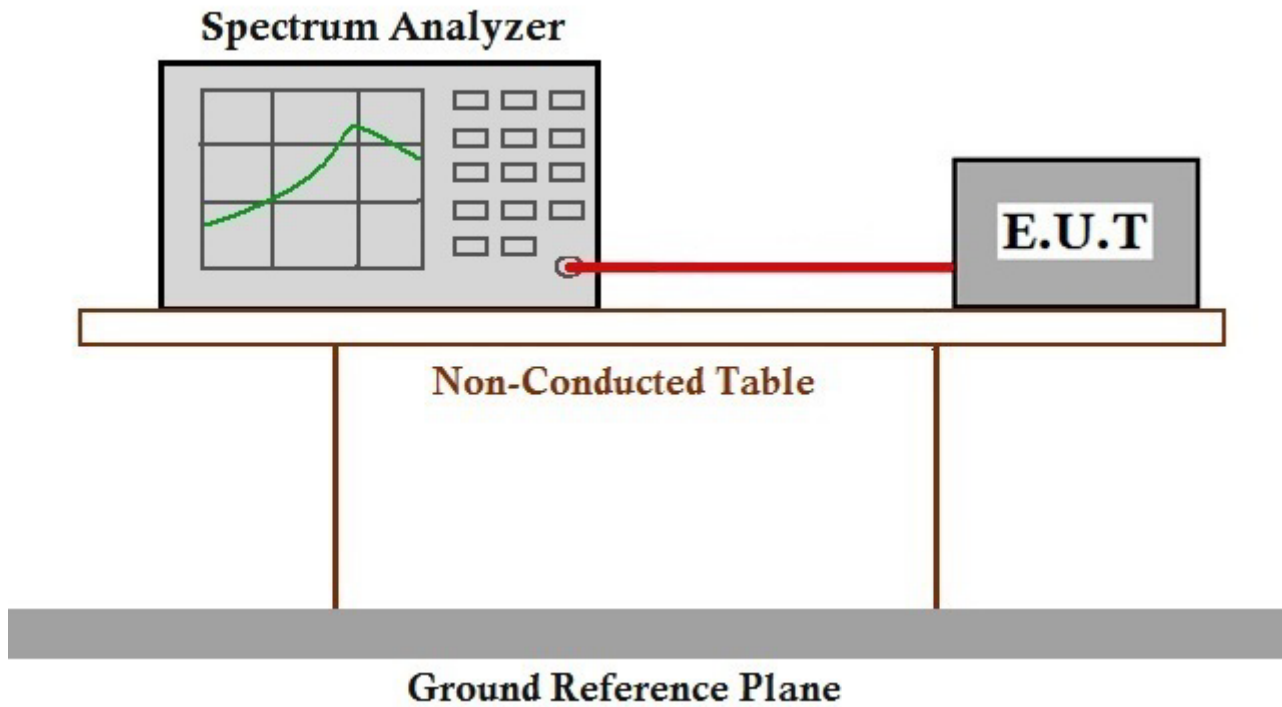 Spectrum Analyzer
E.U.T
Non-Conducted Table
Ground Reference Plane